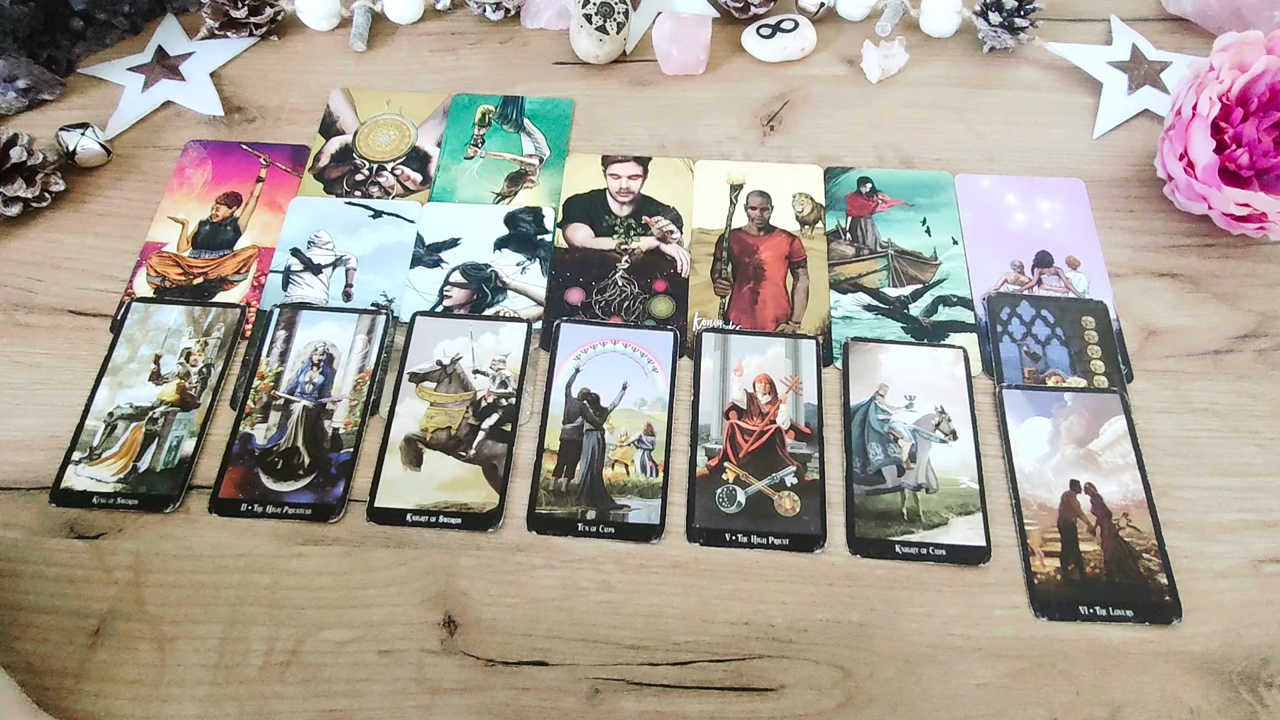 King of Swords
II • The High Priestess
Knight of Swords
Ten of Cups
V • The High Priest
Knight of Cups
VI • The Lovers